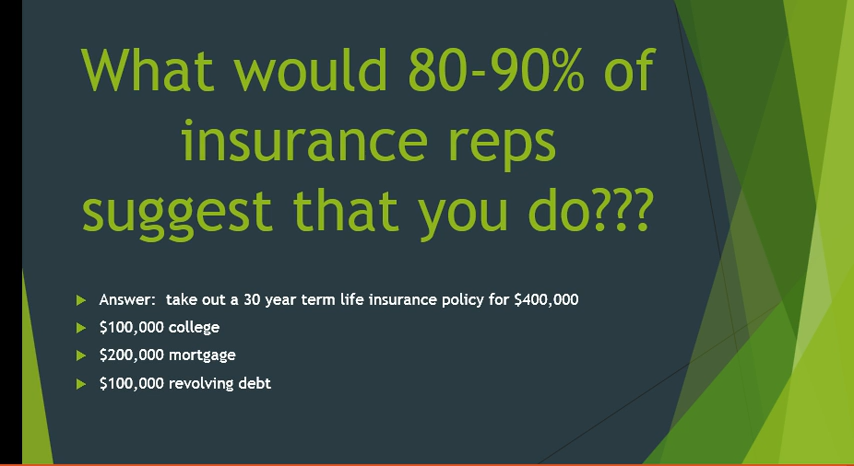 What would 80-90% of
insurance reps
suggest that you do???
Answer:  take out a 30 year term life insurance policy for $400,000
$100,000 college
$200,000 mortgage
$100,000 revolving debt